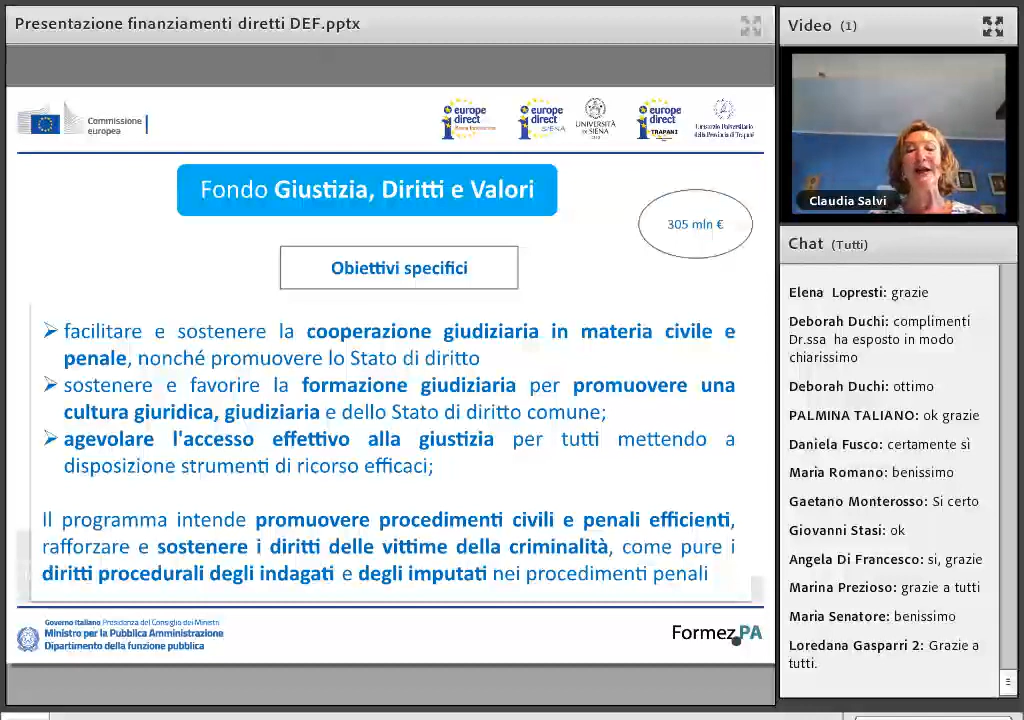 Presentazione finanziamenti diretti DEF.pptx
Commissione
europea
europe
direct
europe
direct
SIENA
UNIVERSITÀ
DI SIENA
europe
direct
TRAPANI
Fondo Giustizia, Diritti e Valori
305 mln €
Obiettivi specifici
facilitare e sostenere la cooperazione giudiziaria in materia civile e
penale, nonché promuovere lo Stato di diritto
sostenere e favorire la formazione giudiziaria per promuovere una
cultura giuridica, giudiziaria e dello Stato di diritto comune;
agevolare l'accesso effettivo alla giustizia per tutti mettendo a
disposizione strumenti di ricorso efficaci;
Il programma intende promuovere procedimenti civili e penali efficienti,
rafforzare e sostenere i diritti delle vittime della criminalità, come pure i
diritti procedurali degli indagati e degli imputati nei procedimenti penali
Governo Italiano Presidenza del Consiglio dei Ministri
Ministro per la Pubblica Amministrazione
Dipartimento della funzione pubblica
Formez PA
Video (1)
Claudia Salvi
Chat (Tutti)
Elena Lopresti: grazie
Deborah Duchi: complimenti
Dr.ssa ha esposto in modo
chiarissimo
Deborah Duchi: ottimo
PALMINA TALIANO: ok grazie
Daniela Fusco: certamente sì
Maria Romano: benissimo
Gaetano Monterosso: Si certo
Giovanni Stasi: ok
Angela Di Francesco: si, grazie
Marina Prezioso: grazie a tutti
Maria Senatore: benissimo
Loredana Gasparri 2: Grazie a
tutti.